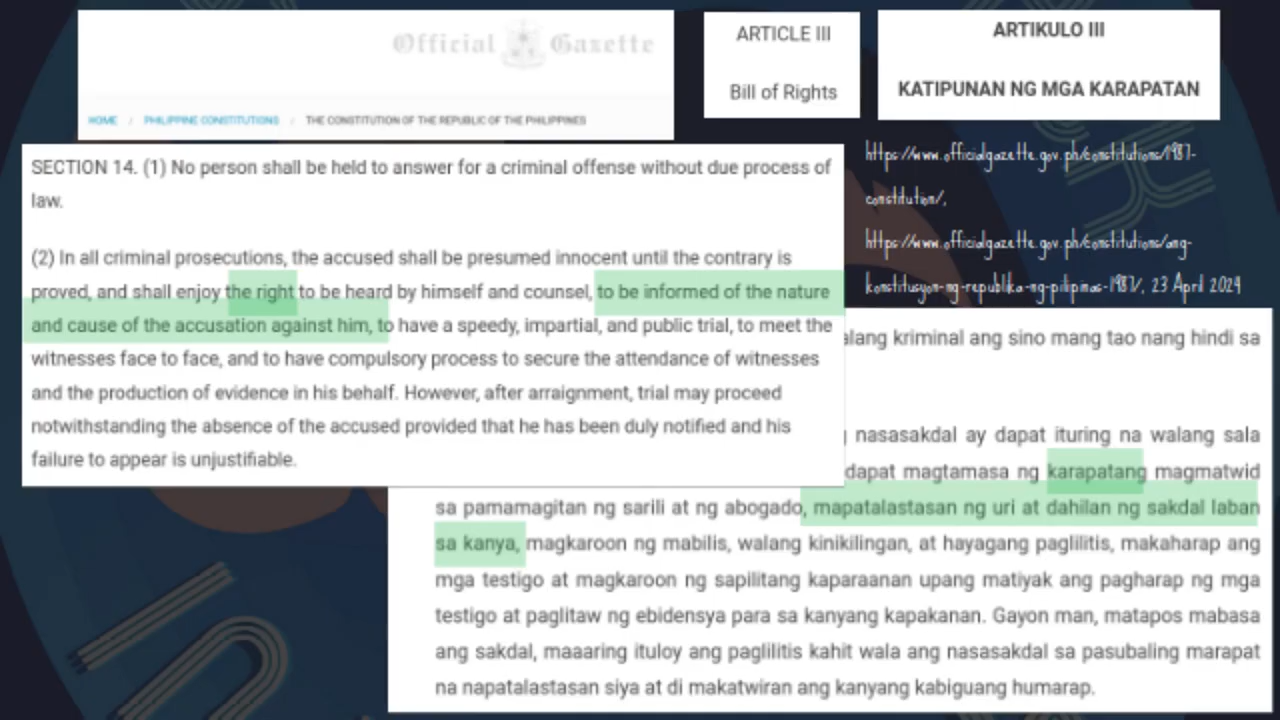 Official Gazette
HOME / PHILIPPINE CONSTITUTIONS / THE CONSTITUTION OF THE REPUBLIC OF THE PHILIPPINES
ARTICLE III
Bill of Rights
ARTIKULO III
KATIPUNAN NG MGA KARAPATAN
SECTION 14. (1) No person shall be held to answer for a criminal offense without due process of
law.
(2) In all criminal prosecutions, the accused shall be presumed innocent until the contrary is
proved, and shall enjoy the right to be heard by himself and counsel, to be informed of the nature
and cause of the accusation against him, to have a speedy, impartial, and public trial, to meet the
witnesses face to face, and to have compulsory process to secure the attendance of witnesses
and the production of evidence in his behalf. However, after arraignment, trial may proceed
notwithstanding the absence of the accused provided that he has been duly notified and his
failure to appear is unjustifiable.
https://www.officialgazette.gov.ph/constitutions/1987-
constitution/,
https://www.officialgazette.gov.ph/constitutions/ang-
konstitusyon-ng-republika-ng-pilipinas-1987/, 23 April 2024
alang kriminal ang sino mang tao nang hindi sa
nasasakdal ay dapat ituring na walang sala
dapat magtamasa ng karapatang magmatwid
sa pamamagitan ng sarili at ng abogado, mapatalastasan ng uri at dahilan ng sakdal laban
sa kanya, magkaroon ng mabilis, walang kinikilingan, at hayagang paglilitis, makaharap ang
mga testigo at magkaroon ng sapilitang kaparaanan upang matiyak ang pagharap ng mga
testigo at paglitaw ng ebidensya para sa kanyang kapakanan. Gayon man, matapos mabasa
ang sakdal, maaaring ituloy ang paglilitis kahit wala ang nasasakdal sa pasubaling marapat
na napatalastasan siya at di makatwiran ang kanyang kabiguang humarap.